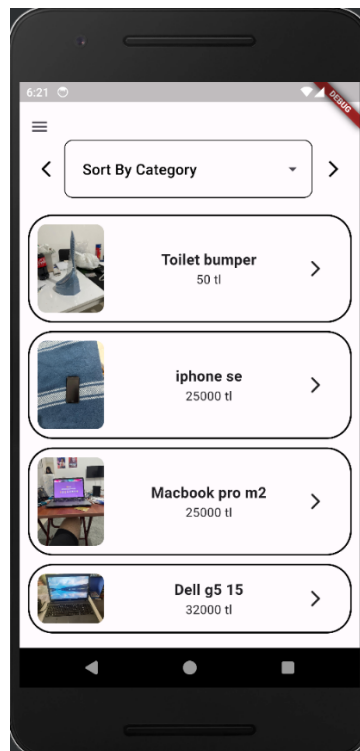 6:21
DEBUG
Sort By Category
Toilet bumper
50 tl
iphone se
25000 tl
Macbook pro m2
25000 tl
Dell g5 15
32000 tl